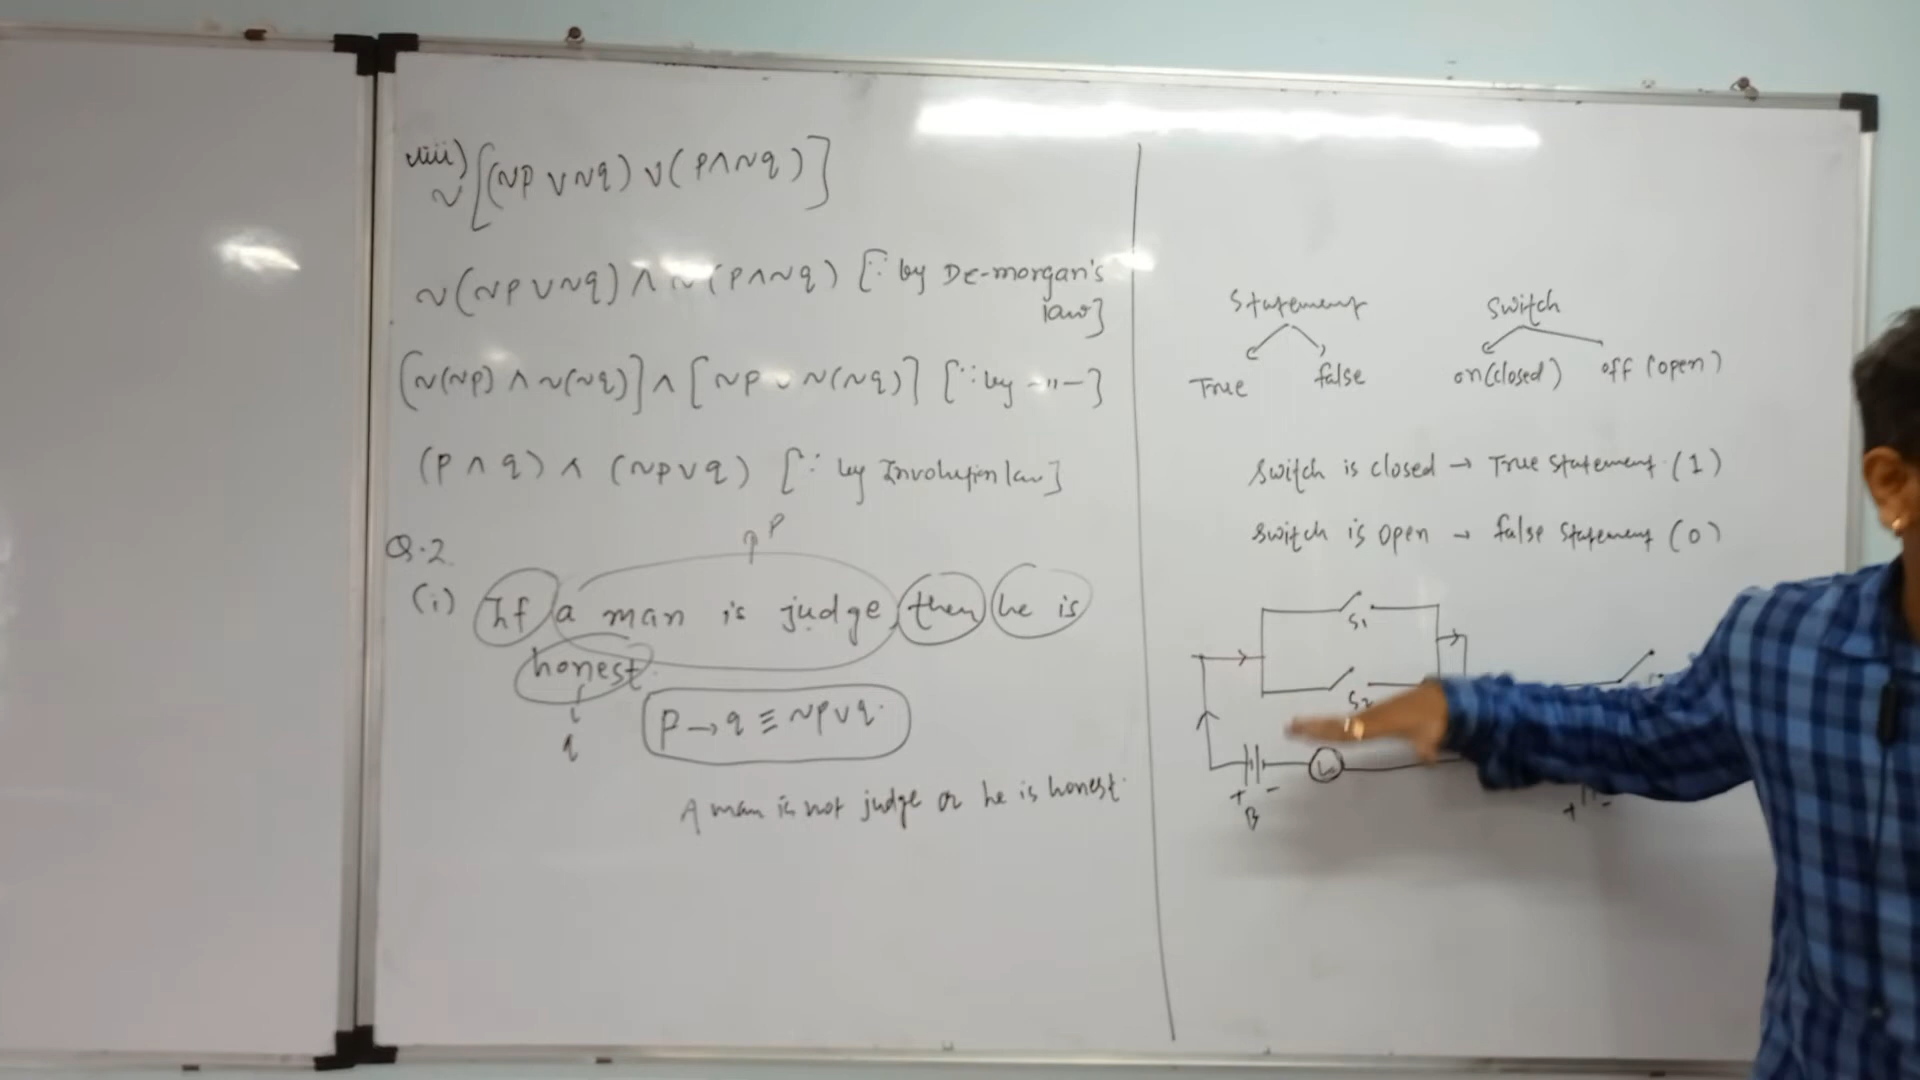 viii)
~[(~p ∨ ~q) ∨ (p ∧ ~q)]
~(~p ∨ ~q) ∧ ~(p ∧ ~q) [∵ by De-morgan's
law]
[~(~p) ∧ ~(~q)] ∧ [~p ∨ ~(~q)] [∵ by -"-]
(p ∧ q) ∧ (~p ∨ q) [∵ by Involution law]
p
Q.2
(i) If a man is judge, then he is
honest.
q
p → q ≡ ~p ∨ q.
A man is not judge or he is honest.
Statement
True false
Switch
on(closed) off (open)
Switch is closed → True Statement (1)
Switch is open → false Statement (0)
S₁
S₂
L
+ -
B
+ -